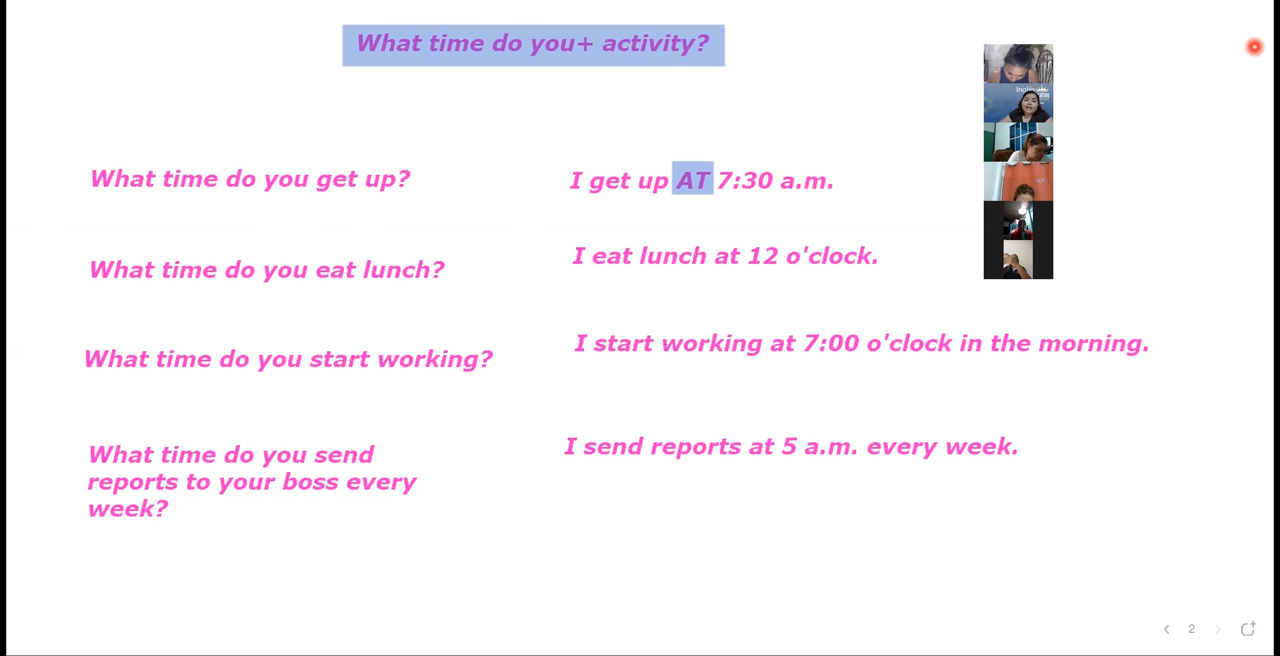 What time do you+ activity?
What time do you get up?
I get up AT 7:30 a.m.
What time do you eat lunch?
I eat lunch at 12 o'clock.
What time do you start working?
I start working at 7:00 o'clock in the morning.
What time do you send
reports to your boss every
week?
I send reports at 5 a.m. every week.
Inglés
2